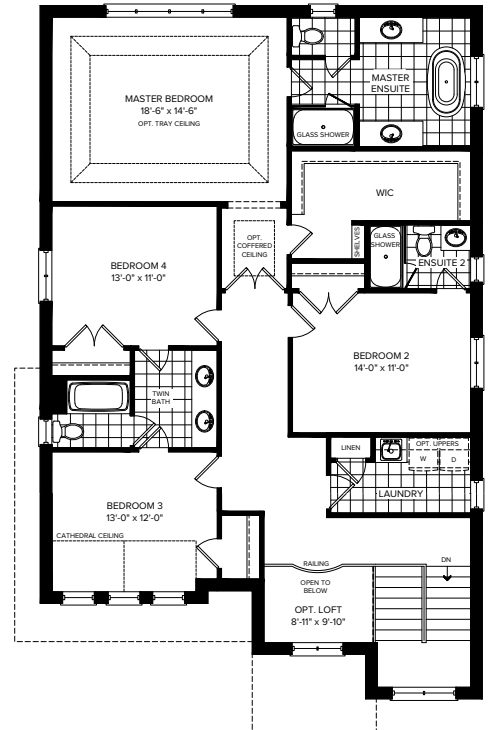 MASTER BEDROOM
18'-6" x 14'-6"
OPT. TRAY CEILING
MASTER
ENSUITE
GLASS SHOWER
WIC
SHELVES
OPT.
COFFERED
CEILING
GLASS
SHOWER
ENSUITE 2
BEDROOM 4
13'-0" x 11'-0"
BEDROOM 2
14'-0" x 11'-0"
TWIN
BATH
LINEN
OPT. UPPERS
W
D
LAUNDRY
BEDROOM 3
13'-0" x 12'-0"
CATHEDRAL CEILING
RAILING
OPEN TO
BELOW
OPT. LOFT
8'-11" x 9'-10"
DN